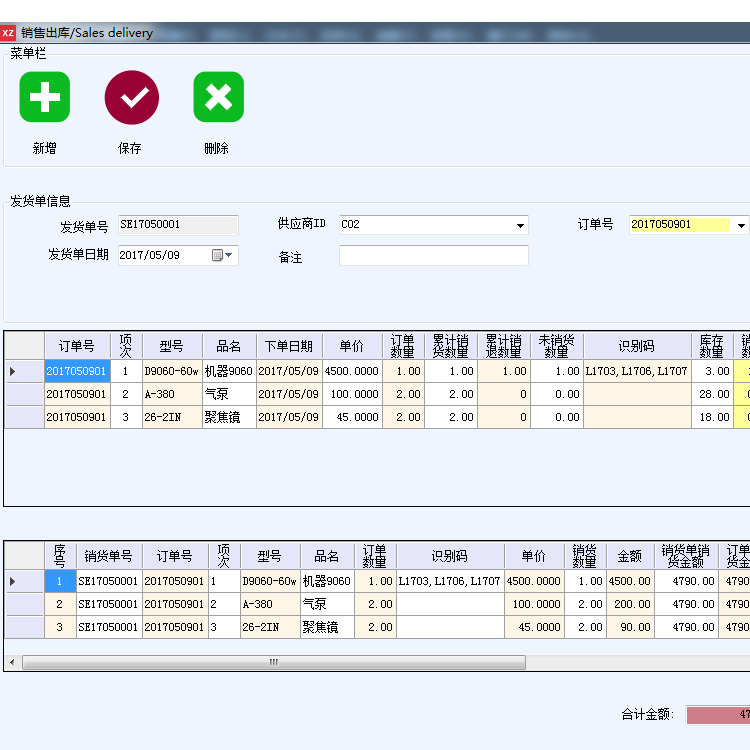 XZ 销售出库/Sales delivery
菜单栏
新增 保存 删除
发货单信息
发货单号 SE17050001 供应商ID C02 订单号 2017050901
发货单日期 2017/05/09 备注
订单号 项次 型号 品名 下单日期 单价 订单数量 累计销货数量 累计销退数量 未销货数量 识别码 库存数量
2017050901 1 D9060-60w 机器9060 2017/05/09 4500.0000 1.00 1.00 1.00 1.00 L1703,L1706,L1707 3.00
2017050901 2 A-380 气泵 2017/05/09 100.0000 2.00 2.00 0 0.00 28.00
2017050901 3 26-2IN 聚焦镜 2017/05/09 45.0000 2.00 2.00 0 0.00 18.00
序号 销货单号 订单号 项次 型号 品名 订单数量 识别码 单价 销货数量 金额 销货单销货金额 订单
1 SE17050001 2017050901 1 D9060-60w 机器9060 1.00 L1703,L1706,L1707 4500.0000 1.00 4500.00 4790.00 4790
2 SE17050001 2017050901 2 A-380 气泵 2.00 100.0000 2.00 200.00 4790.00 4790
3 SE17050001 2017050901 3 26-2IN 聚焦镜 2.00 45.0000 2.00 90.00 4790.00 4790
合计金额: 47